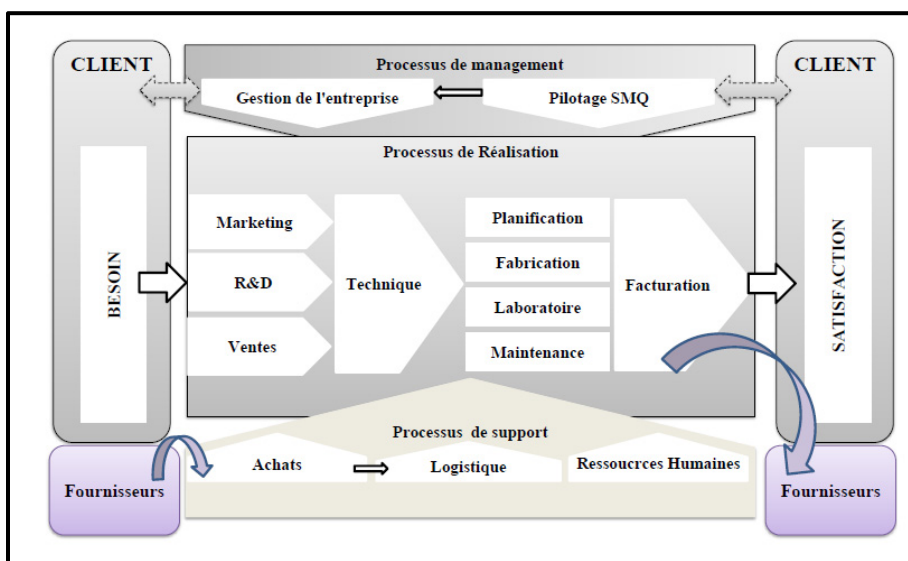 CLIENT
Processus de management
CLIENT
Gestion de l'entreprise
Pilotage SMQ
Processus de Réalisation
BESOIN
Marketing
R&D
Ventes
Technique
Planification
Fabrication
Laboratoire
Maintenance
Facturation
SATISFACTION
Processus de support
Fournisseurs
Achats
Logistique
Ressoucrces Humaines
Fournisseurs